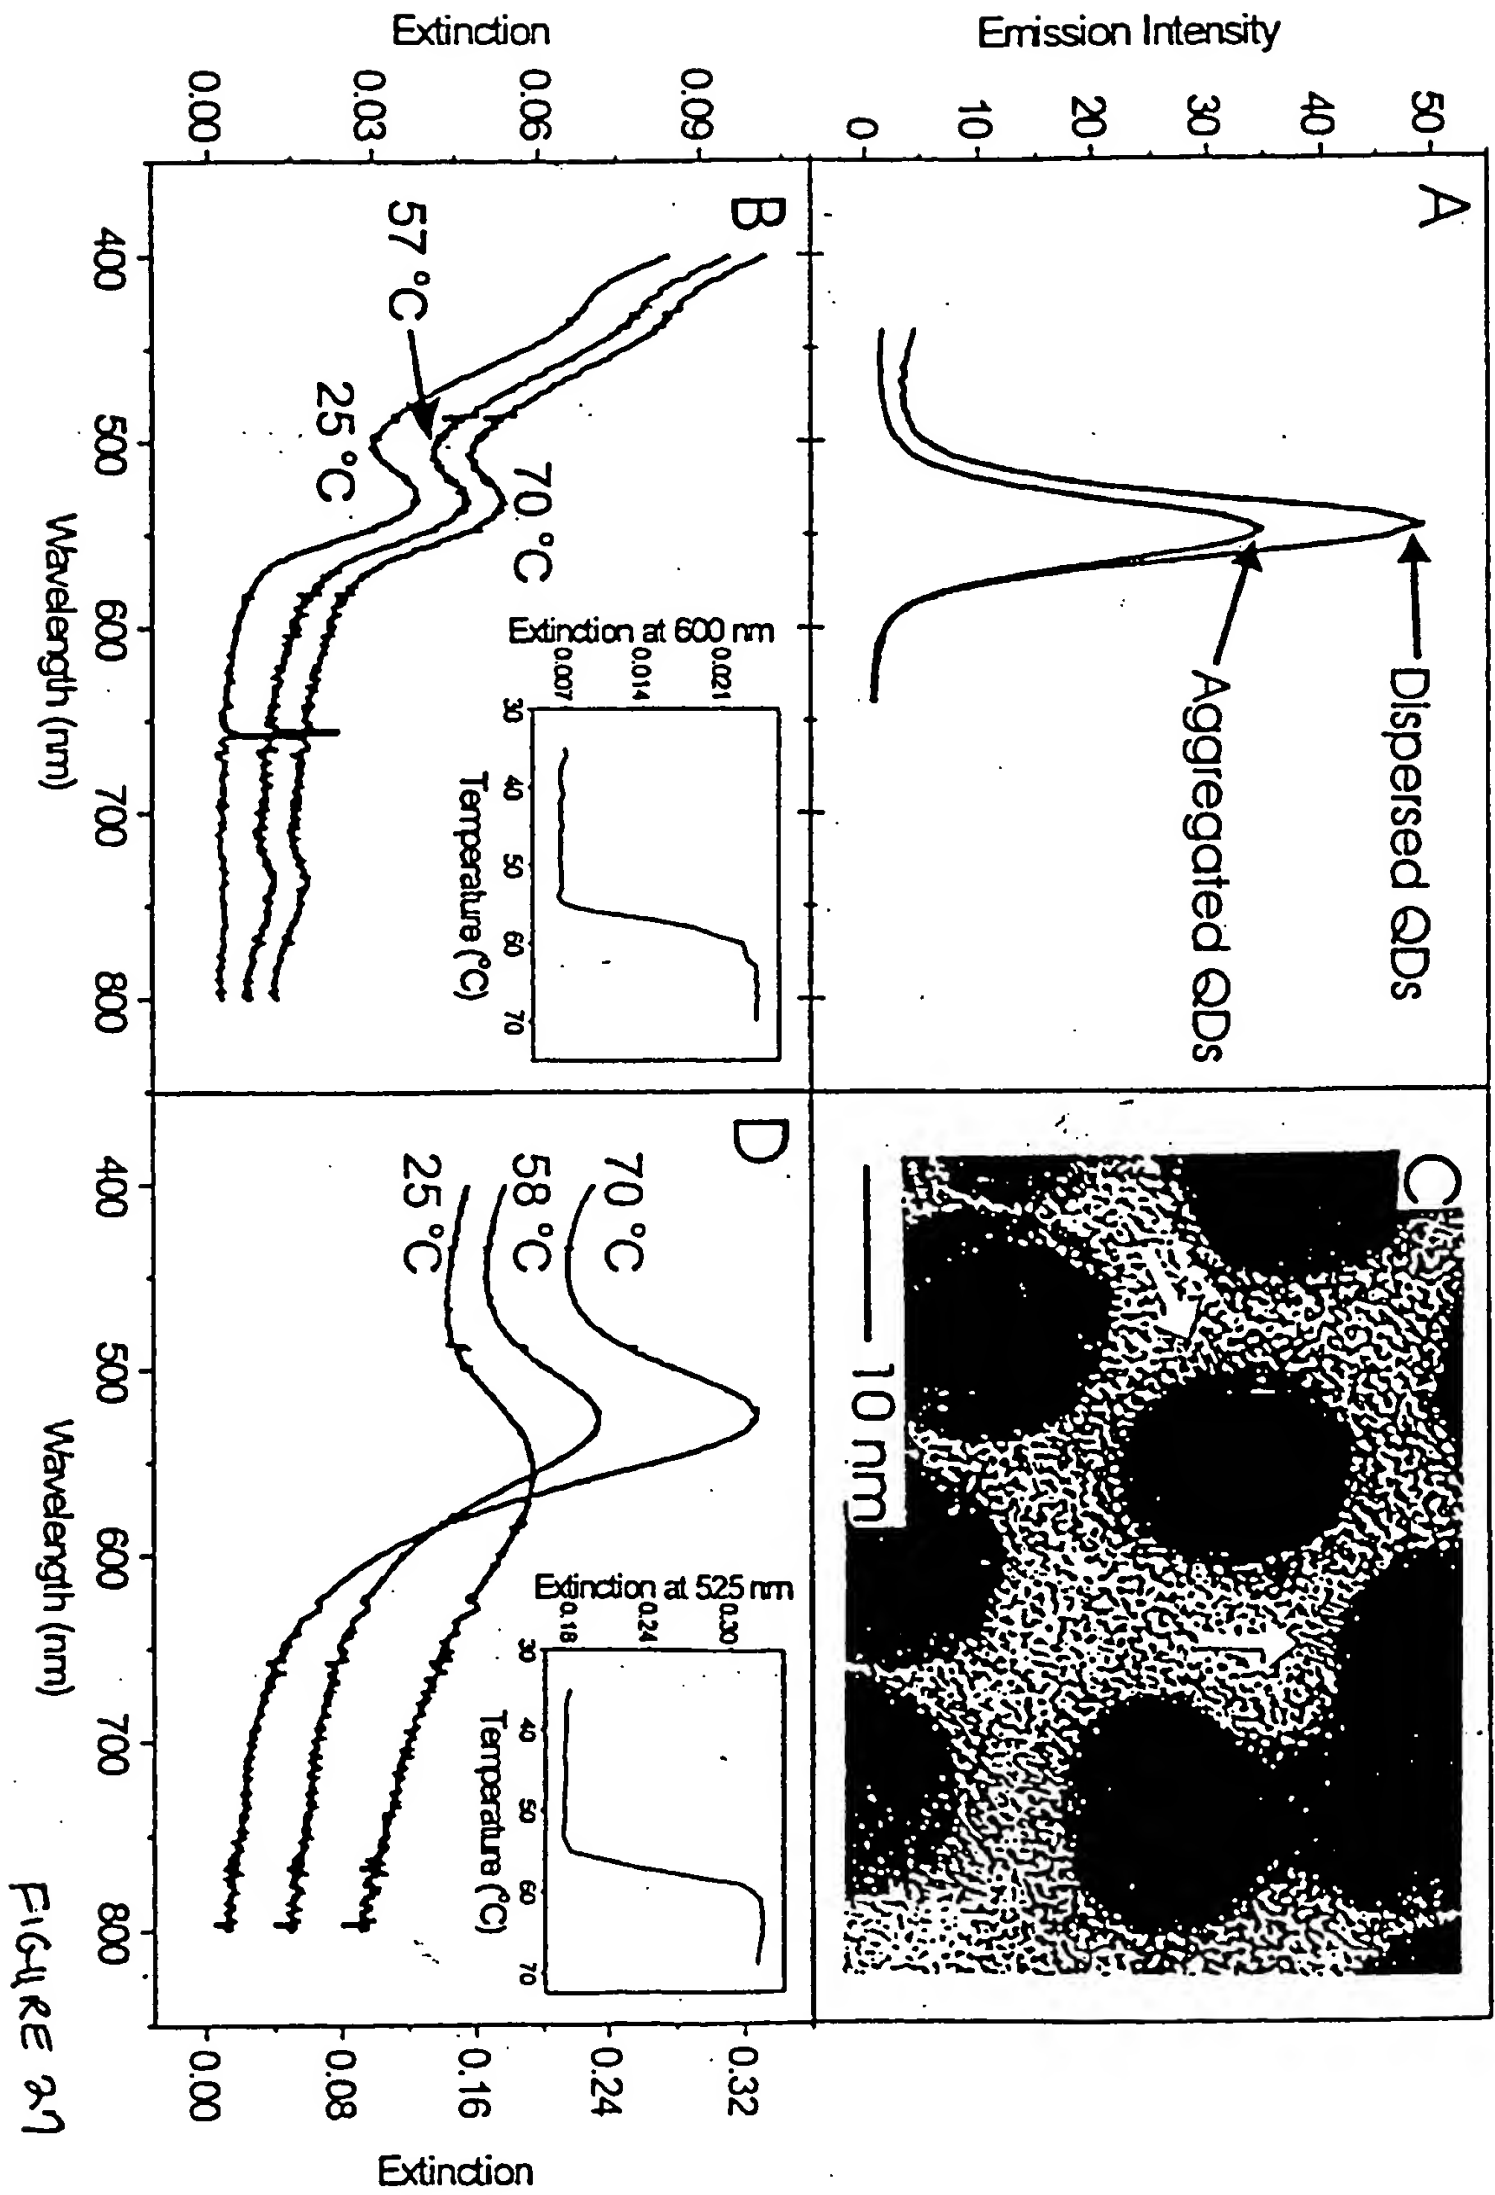 A
Emission Intensity
50
40
30
20
10
0
Dispersed QDs
Aggregated QDs
C
10 nm
B
Extinction
0.09
0.06
0.03
0.00
57 °C
25 °C
70 °C
Extinction at 600 nm
0.021
0.014
0.007
30 40 50 60 70
Temperature (°C)
400 500 600 700 800
Wavelength (nm)
D
70 °C
58 °C
25 °C
Extinction at 525 nm
0.30
0.24
0.18
30 40 50 60 70
Temperature (°C)
0.32
0.24
0.16
0.08
0.00
Extinction
400 500 600 700 800
Wavelength (nm)
FIGURE 27